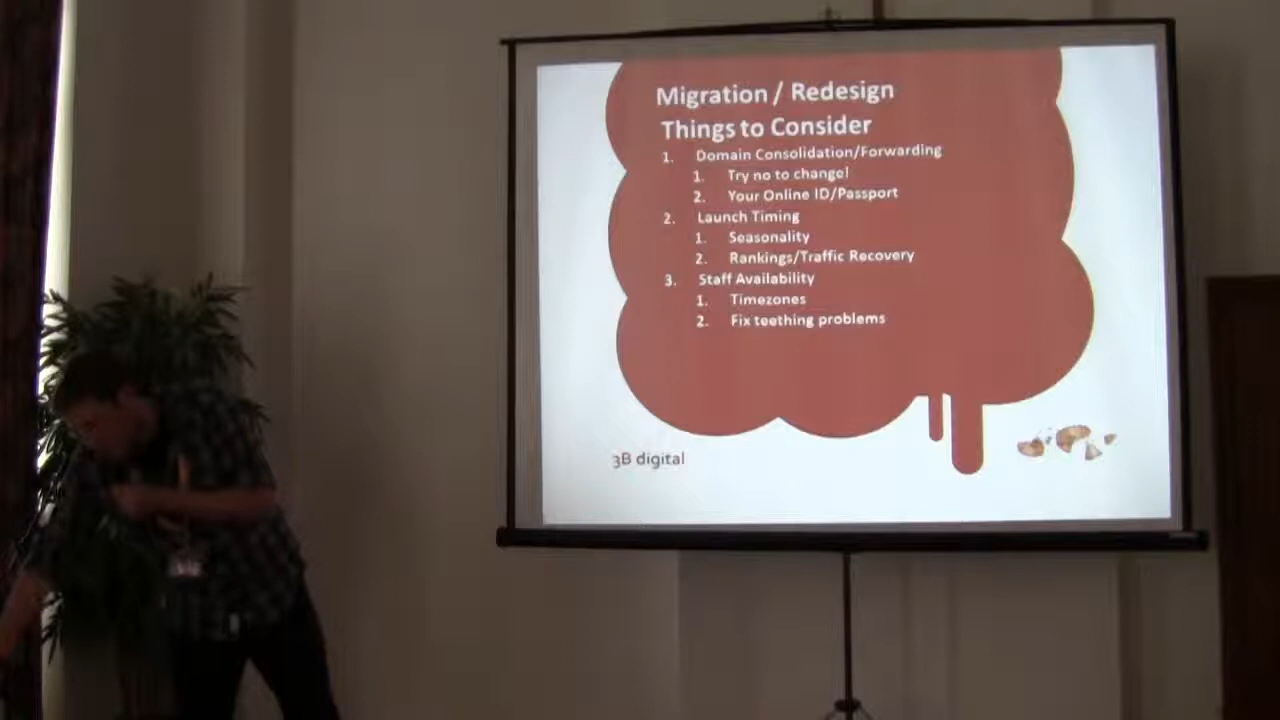 Migration / Redesign
Things to Consider
1. Domain Consolidation/Forwarding
1. Try no to change!
2. Your Online ID/Passport
2. Launch Timing
1. Seasonality
2. Rankings/Traffic Recovery
3. Staff Availability
1. Timezones
2. Fix teething problems
3B digital